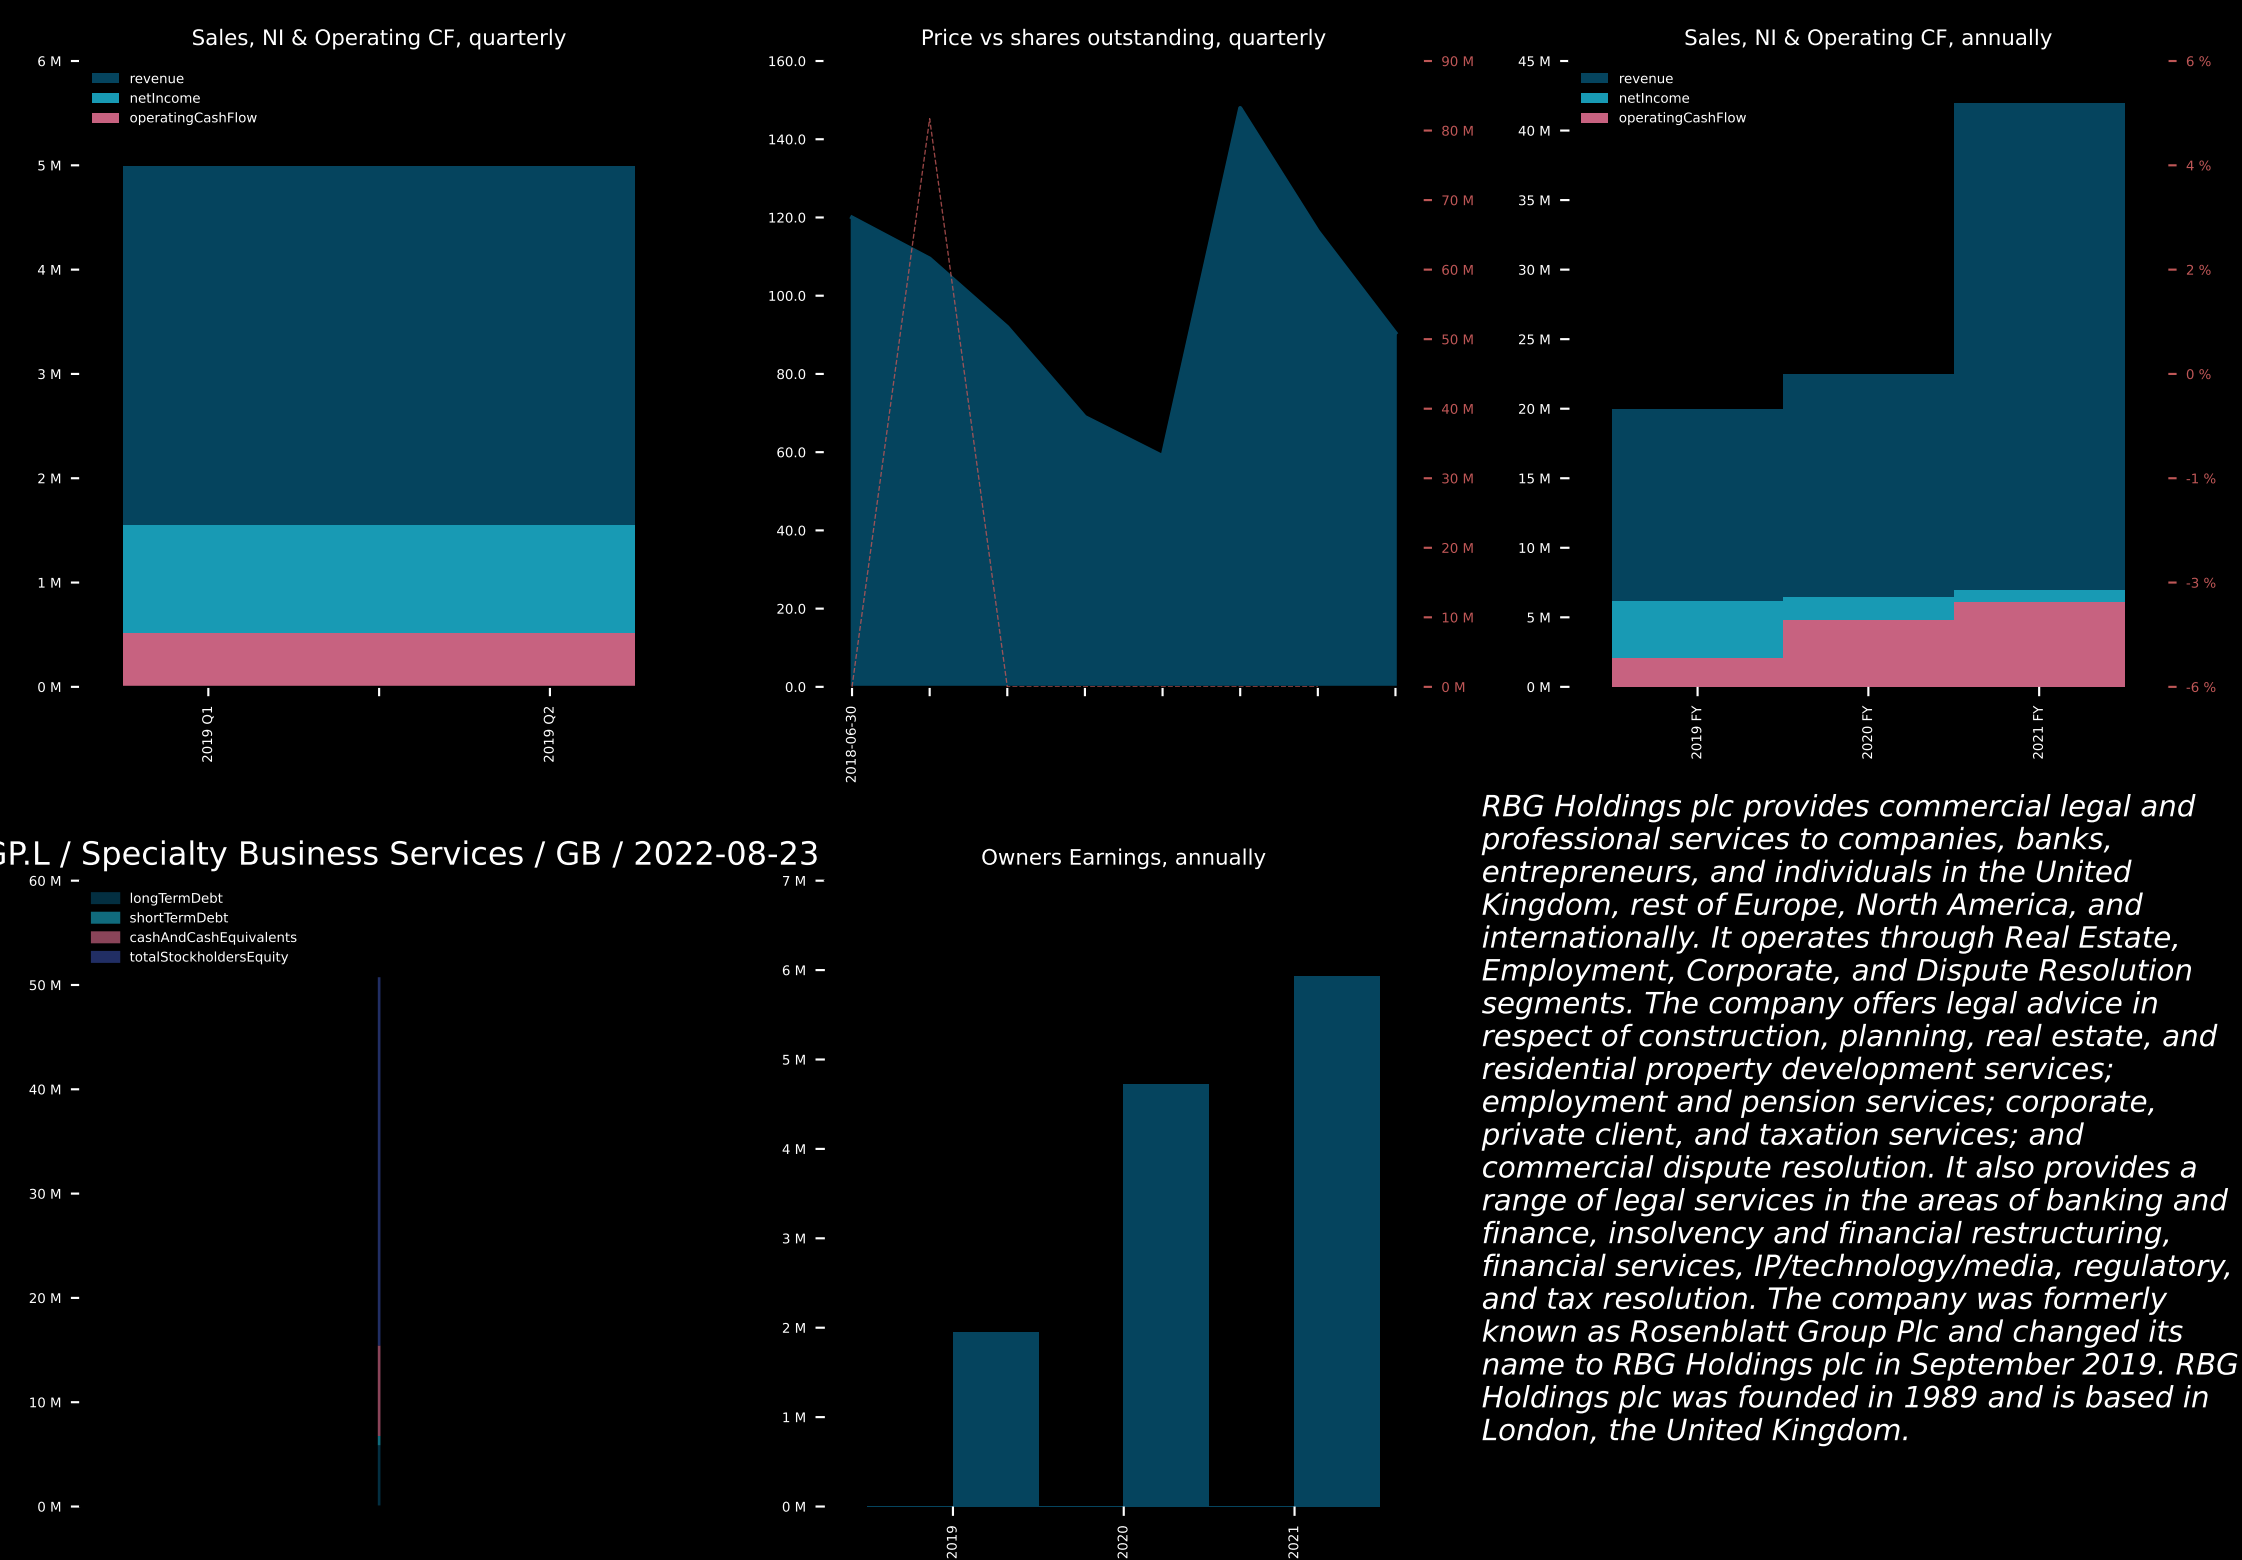 Sales, NI & Operating CF, quarterly
6 M
5 M
4 M
3 M
2 M
1 M
0 M
revenue
netIncome
operatingCashFlow
2019 Q1
2019 Q2
Price vs shares outstanding, quarterly
160.0
140.0
120.0
100.0
80.0
60.0
40.0
20.0
0.0
90 M
80 M
70 M
60 M
50 M
40 M
30 M
20 M
10 M
0 M
2018-06-30
Sales, NI & Operating CF, annually
45 M
40 M
35 M
30 M
25 M
20 M
15 M
10 M
5 M
0 M
revenue
netIncome
operatingCashFlow
6 %
4 %
2 %
0 %
-1 %
-3 %
-6 %
2019 FY
2020 FY
2021 FY
GP.L / Specialty Business Services / GB / 2022-08-23
60 M
50 M
40 M
30 M
20 M
10 M
0 M
longTermDebt
shortTermDebt
cashAndCashEquivalents
totalStockholdersEquity
Owners Earnings, annually
7 M
6 M
5 M
4 M
3 M
2 M
1 M
0 M
2019
2020
2021
RBG Holdings plc provides commercial legal and
professional services to companies, banks,
entrepreneurs, and individuals in the United
Kingdom, rest of Europe, North America, and
internationally. It operates through Real Estate,
Employment, Corporate, and Dispute Resolution
segments. The company offers legal advice in
respect of construction, planning, real estate, and
residential property development services;
employment and pension services; corporate,
private client, and taxation services; and
commercial dispute resolution. It also provides a
range of legal services in the areas of banking and
finance, insolvency and financial restructuring,
financial services, IP/technology/media, regulatory,
and tax resolution. The company was formerly
known as Rosenblatt Group Plc and changed its
name to RBG Holdings plc in September 2019. RBG
Holdings plc was founded in 1989 and is based in
London, the United Kingdom.